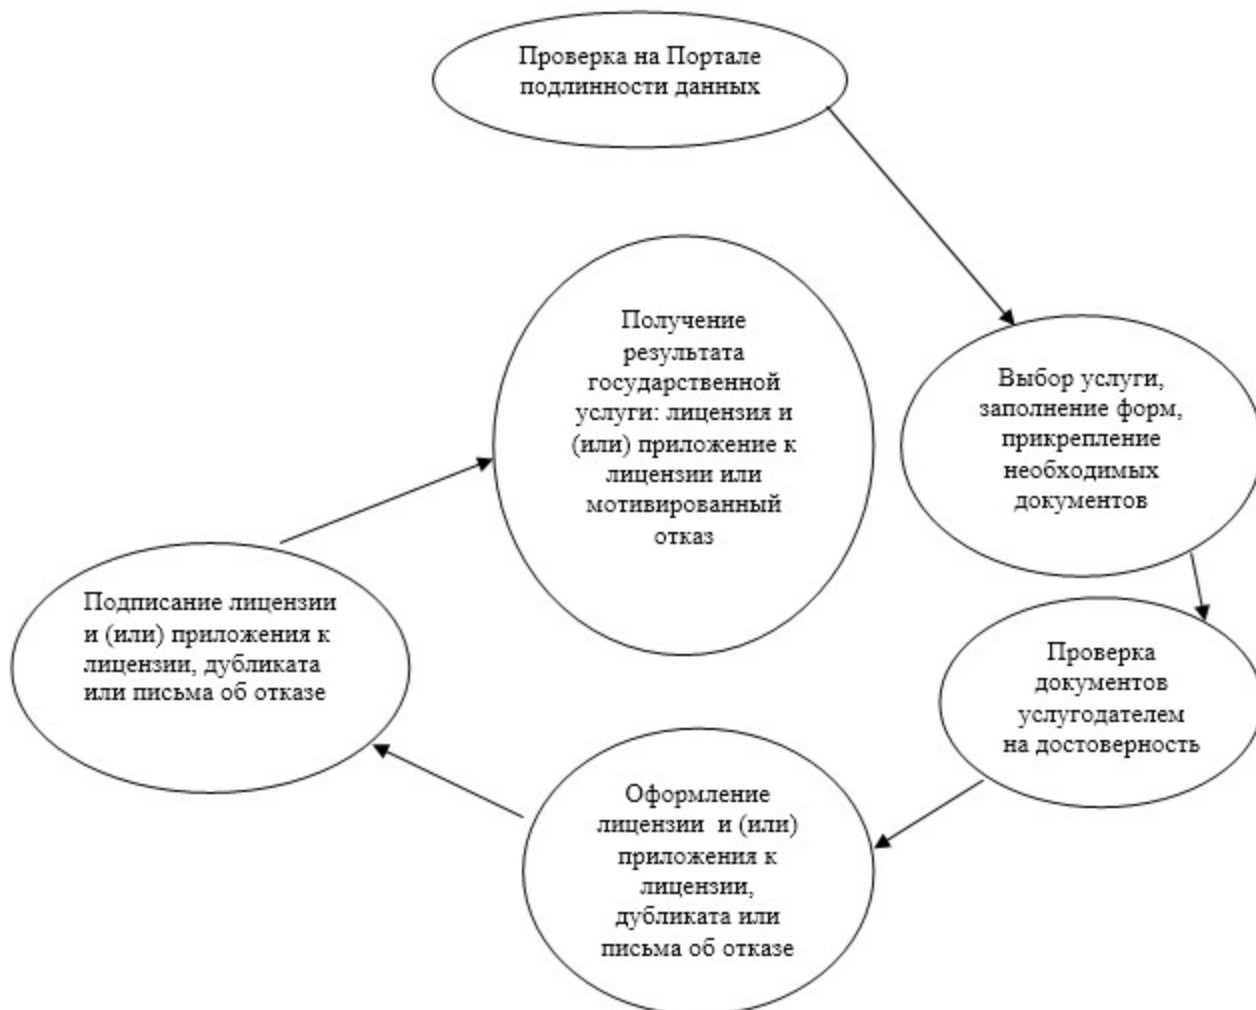 Проверка на Портале
подлинности данных
Выбор услуги,
заполнение форм,
прикрепление
необходимых
документов
Проверка
документов
услугодателем
на достоверность
Оформление
лицензии и (или)
приложения к
лицензии,
дубликата или
письма об отказе
Подписание лицензии
и (или) приложения к
лицензии, дубликата
или письма об отказе
Получение
результата
государственной
услуги: лицензия и
(или) приложение к
лицензии или
мотивированный
отказ